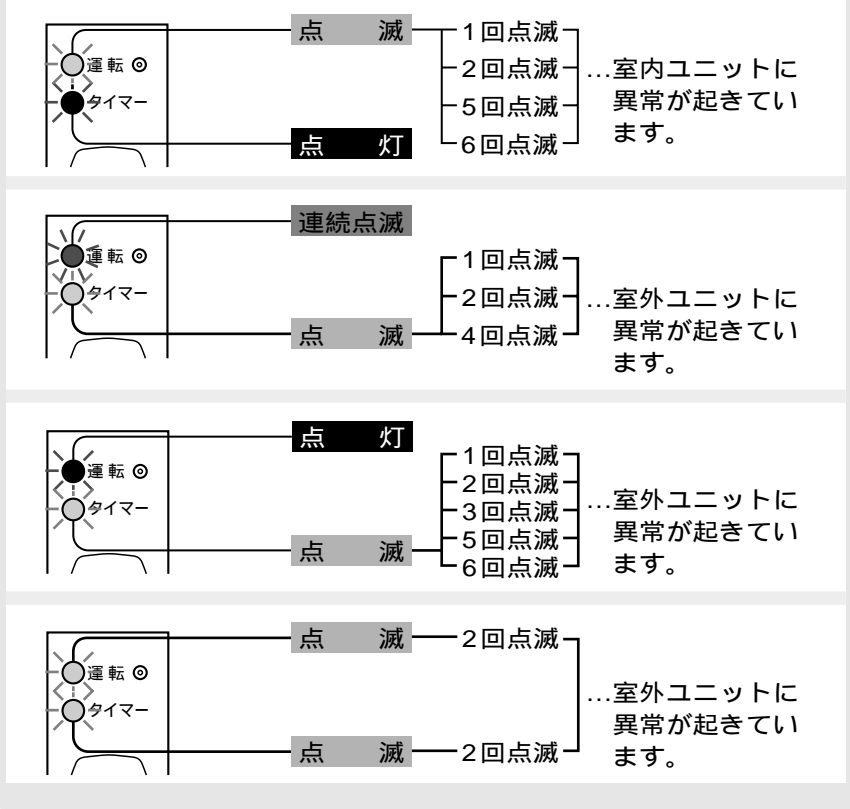 点 滅
1回点滅
2回点滅
5回点滅
6回点滅
運転
タイマー
点 灯
…室内ユニットに
異常が起きてい
ます。
連続点滅
運転
タイマー
点 滅
1回点滅
2回点滅
4回点滅
…室外ユニットに
異常が起きてい
ます。
点 灯
運転
タイマー
点 滅
1回点滅
2回点滅
3回点滅
5回点滅
6回点滅
…室外ユニットに
異常が起きてい
ます。
点 滅
2回点滅
運転
タイマー
点 滅
2回点滅
…室外ユニットに
異常が起きてい
ます。